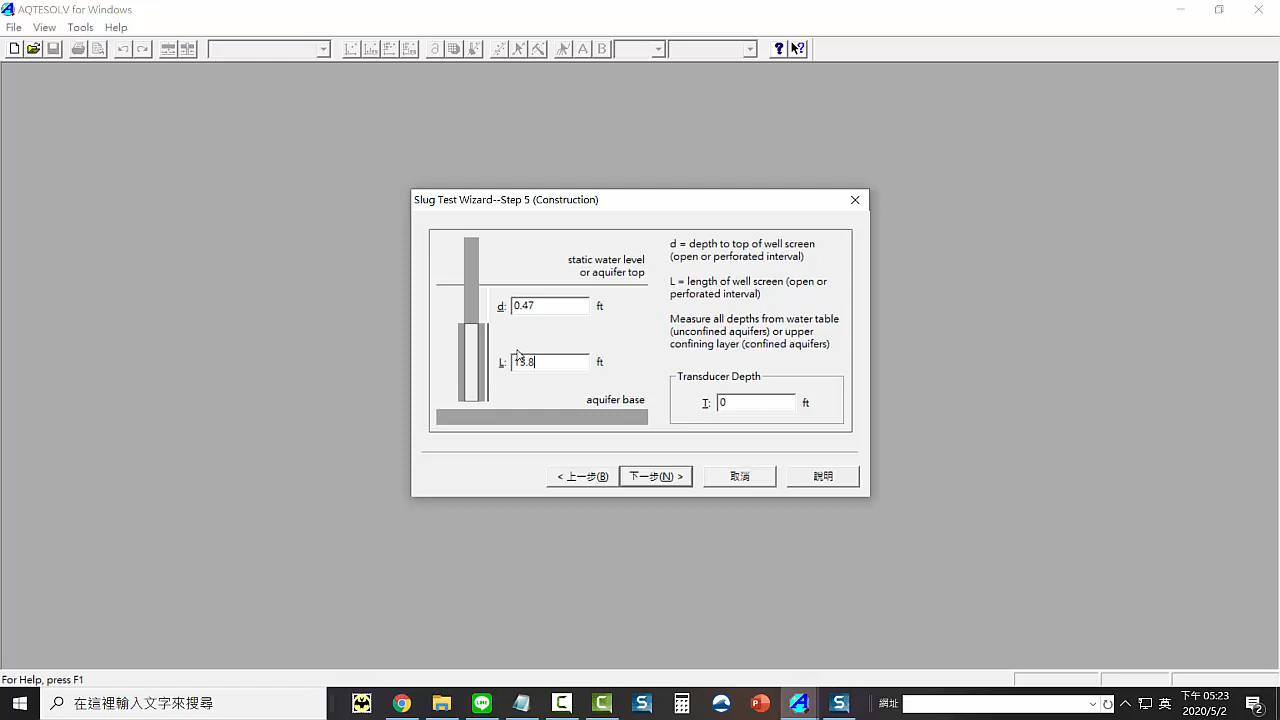 AQTESOLV for Windows
File View Tools Help
A B
Slug Test Wizard--Step 5 (Construction)
static water level
or aquifer top
d: 0.47 ft
L: 13.8 ft
aquifer base
d = depth to top of well screen
(open or perforated interval)
L = length of well screen (open or
perforated interval)
Measure all depths from water table
(unconfined aquifers) or upper
confining layer (confined aquifers)
Transducer Depth
T: 0 ft
< 上一步(B)
下一步(N) >
取消
說明
For Help, press F1
在這裡輸入文字來搜尋
網址
英
下午 05:23
2020/5/2
2